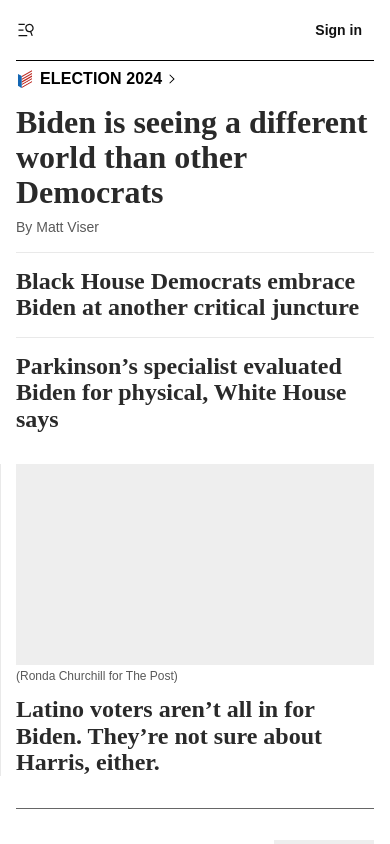 Sign in
ELECTION 2024
Biden is seeing a different
world than other
Democrats
By Matt Viser
Black House Democrats embrace
Biden at another critical juncture
Parkinson’s specialist evaluated
Biden for physical, White House
says
(Ronda Churchill for The Post)
Latino voters aren’t all in for
Biden. They’re not sure about
Harris, either.